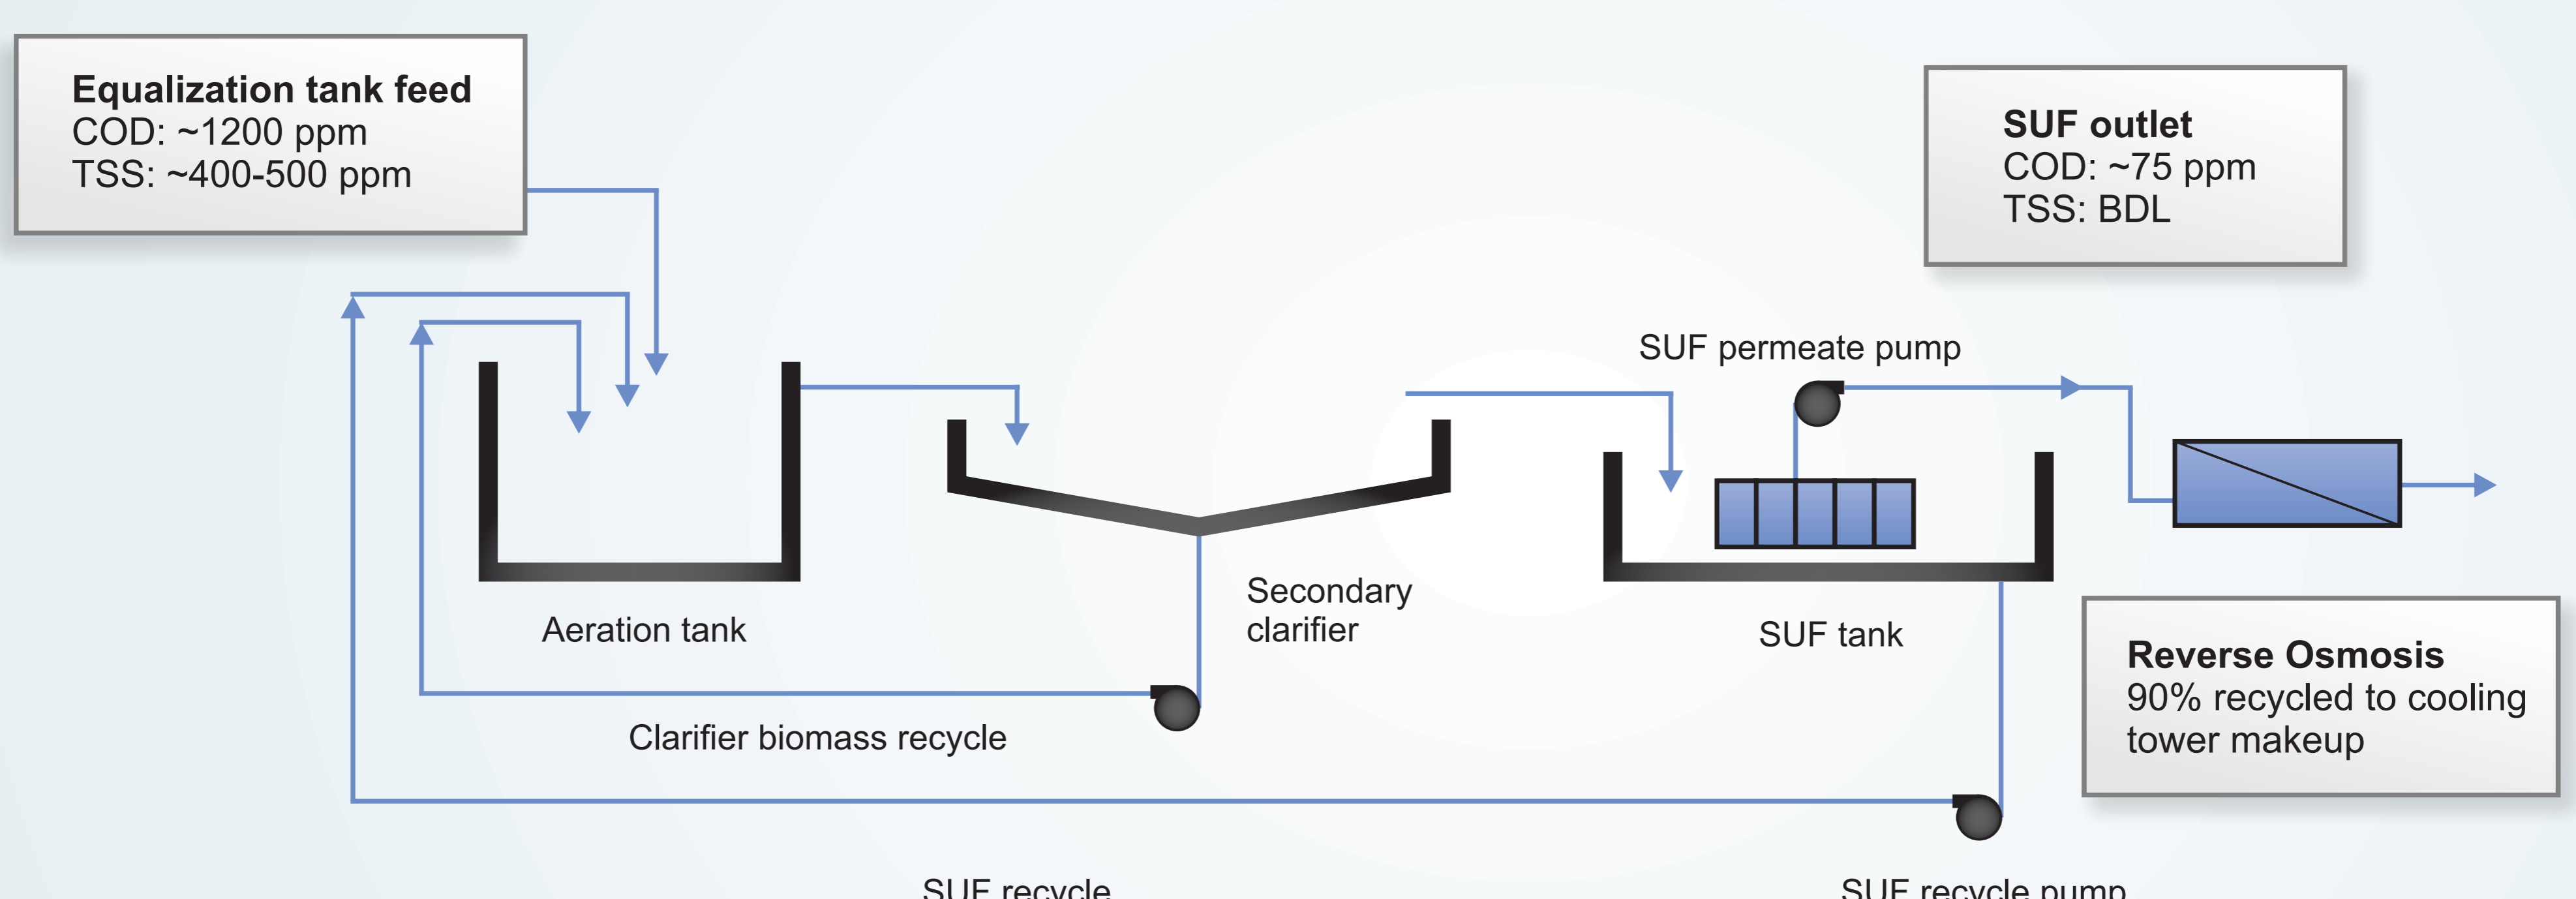 Equalization tank feed
COD: ~1200 ppm
TSS: ~400-500 ppm
SUF outlet
COD: ~75 ppm
TSS: BDL
SUF permeate pump
Aeration tank
Secondary
clarifier
SUF tank
Reverse Osmosis
90% recycled to cooling
tower makeup
Clarifier biomass recycle
SUF recycle
SUF recycle pump